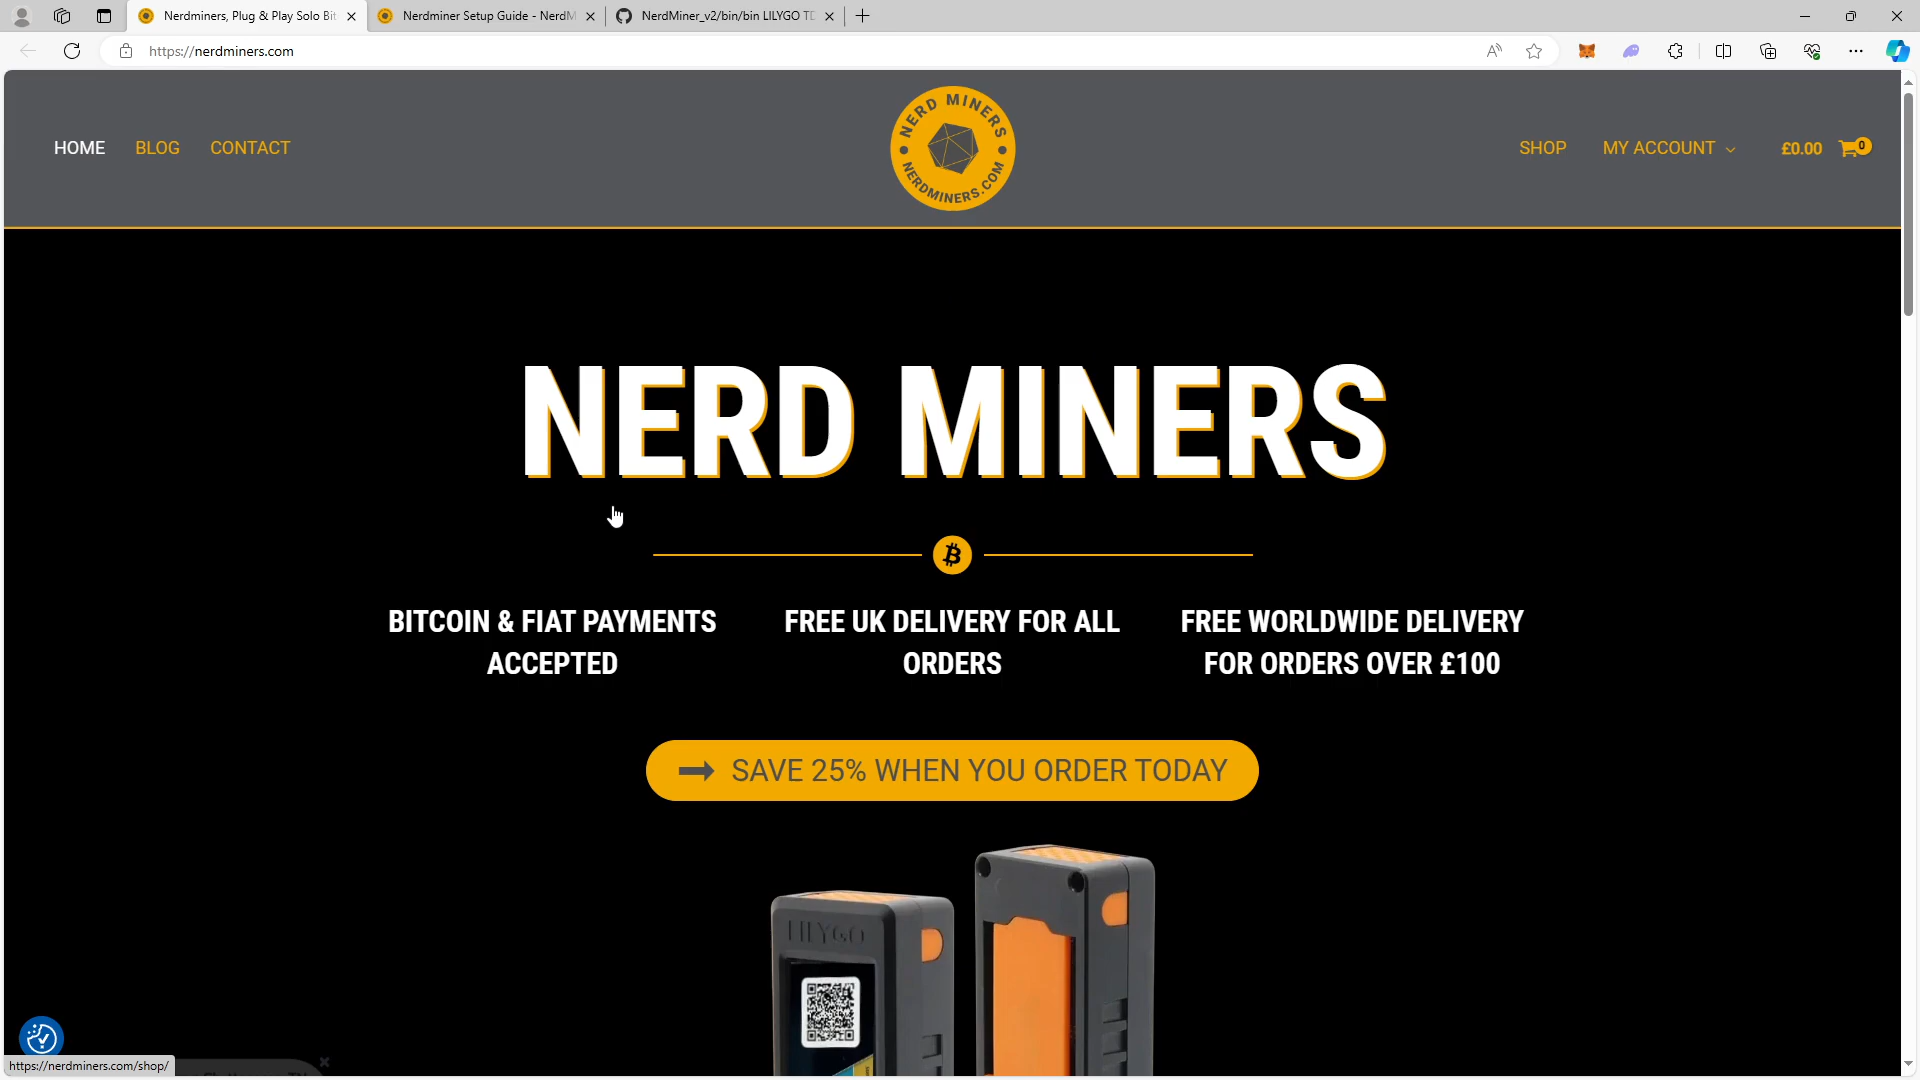 Nerdminers, Plug & Play Solo Bit
Nerdminer Setup Guide - NerdM
NerdMiner_v2/bin/bin LILYGO TD
https://nerdminers.com
HOME
BLOG
CONTACT
NERD MINERS
NERDMINERS.COM
SHOP
MY ACCOUNT
£0.00
0
NERD MINERS
BITCOIN & FIAT PAYMENTS
ACCEPTED
FREE UK DELIVERY FOR ALL
ORDERS
FREE WORLDWIDE DELIVERY
FOR ORDERS OVER £100
SAVE 25% WHEN YOU ORDER TODAY
LILYGO
https://nerdminers.com/shop/